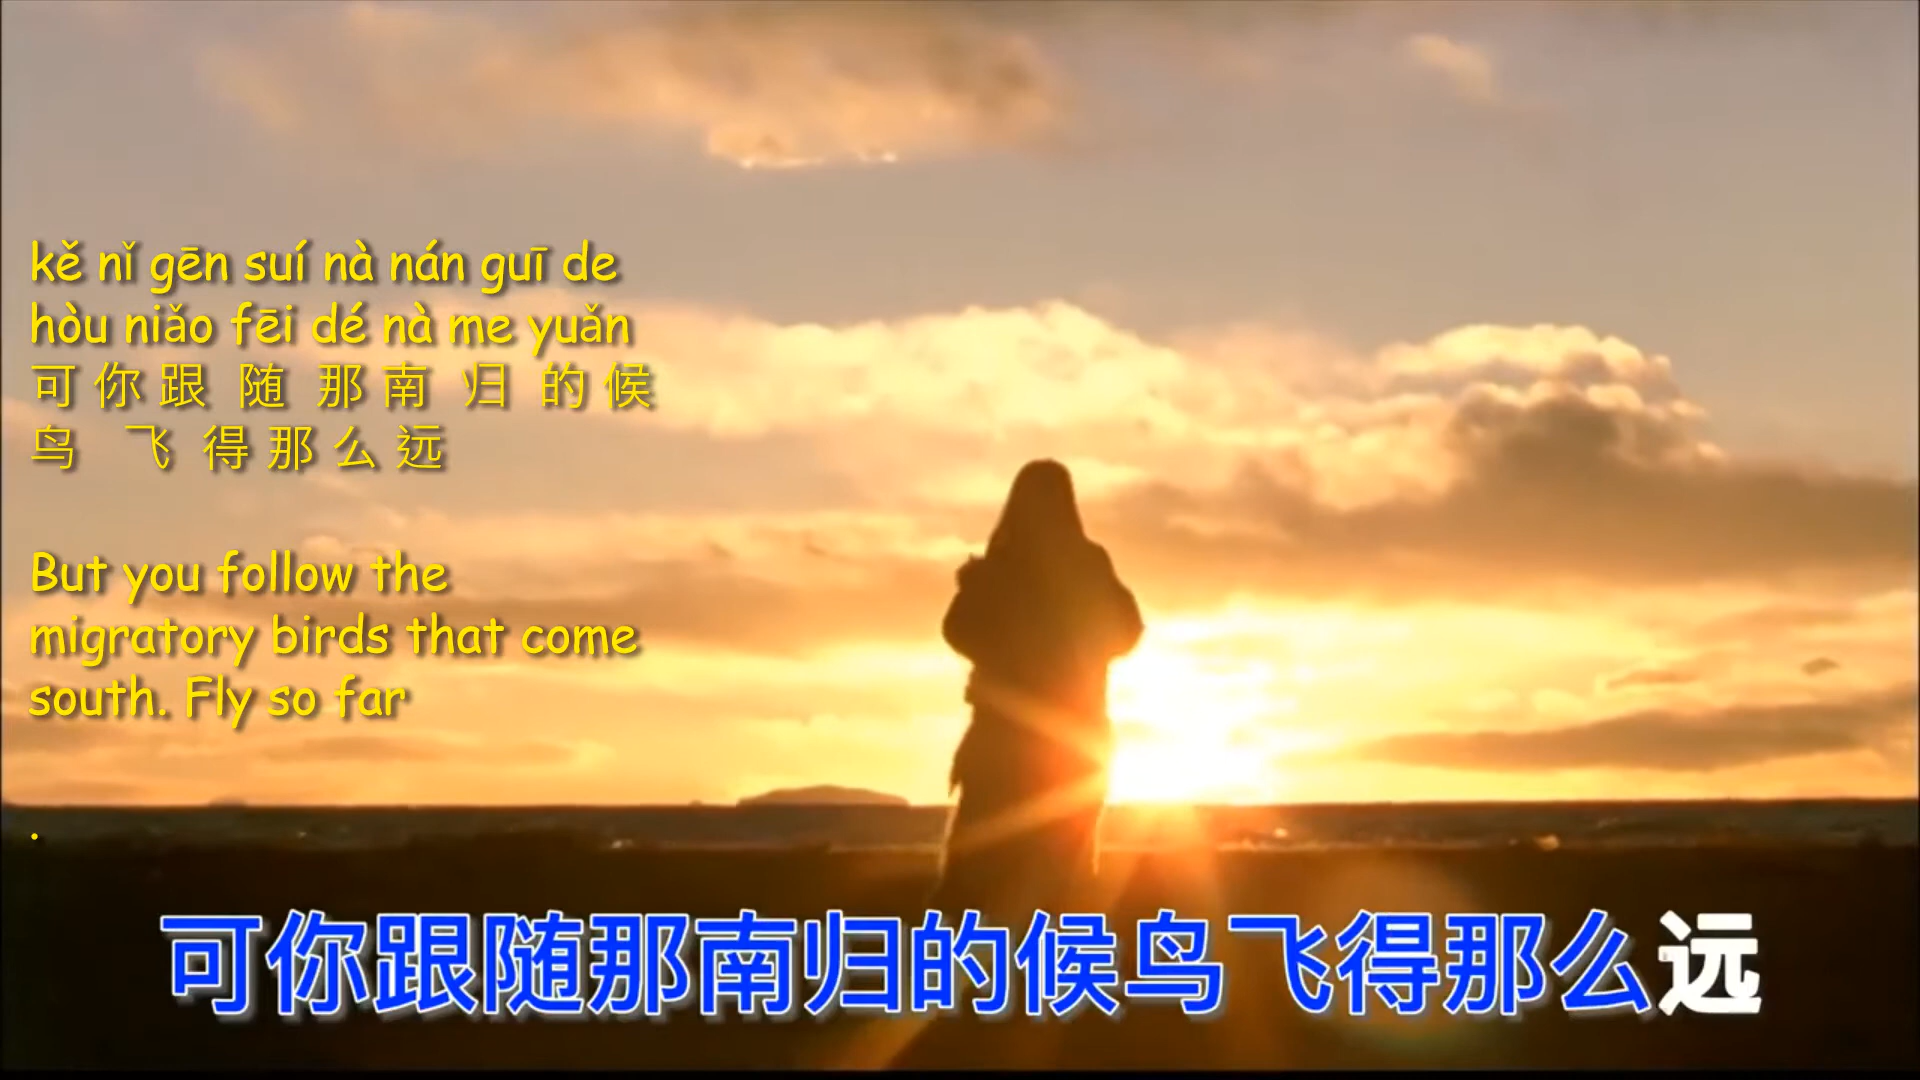 kě nǐ gēn suí nà nán guī de
hòu niǎo fēi dé nà me yuǎn
可 你 跟 随 那 南 归 的 候
鸟 飞 得 那 么 远
But you follow the
migratory birds that come
south. Fly so far
.
可你跟随那南归的候鸟飞得那么远